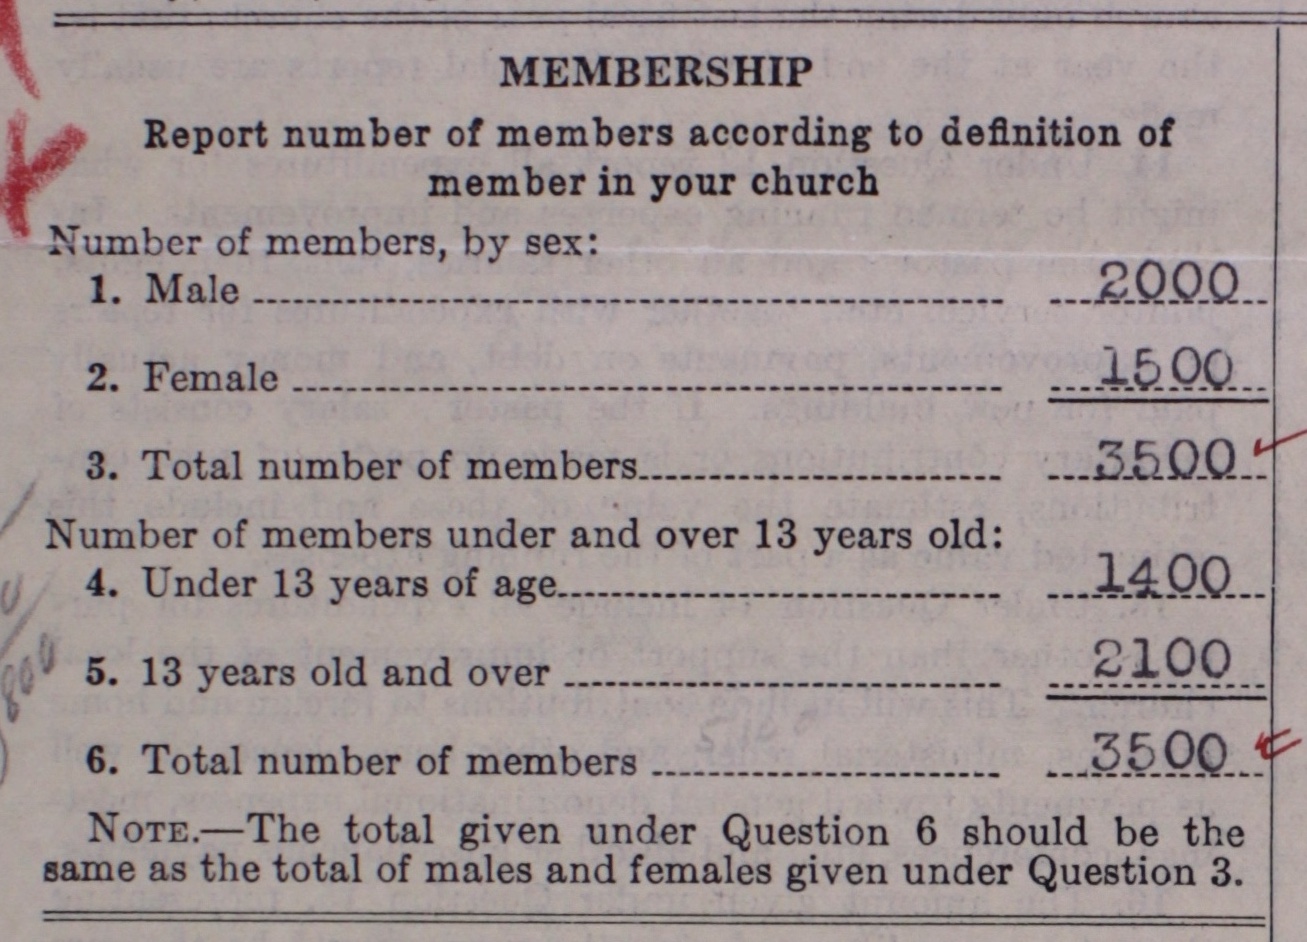 MEMBERSHIP
Report number of members according to definition of
member in your church
Number of members, by sex:
1. Male 2000
2. Female 1500
3. Total number of members 3500
Number of members under and over 13 years old:
4. Under 13 years of age 1400
5. 13 years old and over 2100
6. Total number of members 3500
NOTE.—The total given under Question 6 should be the
same as the total of males and females given under Question 3.